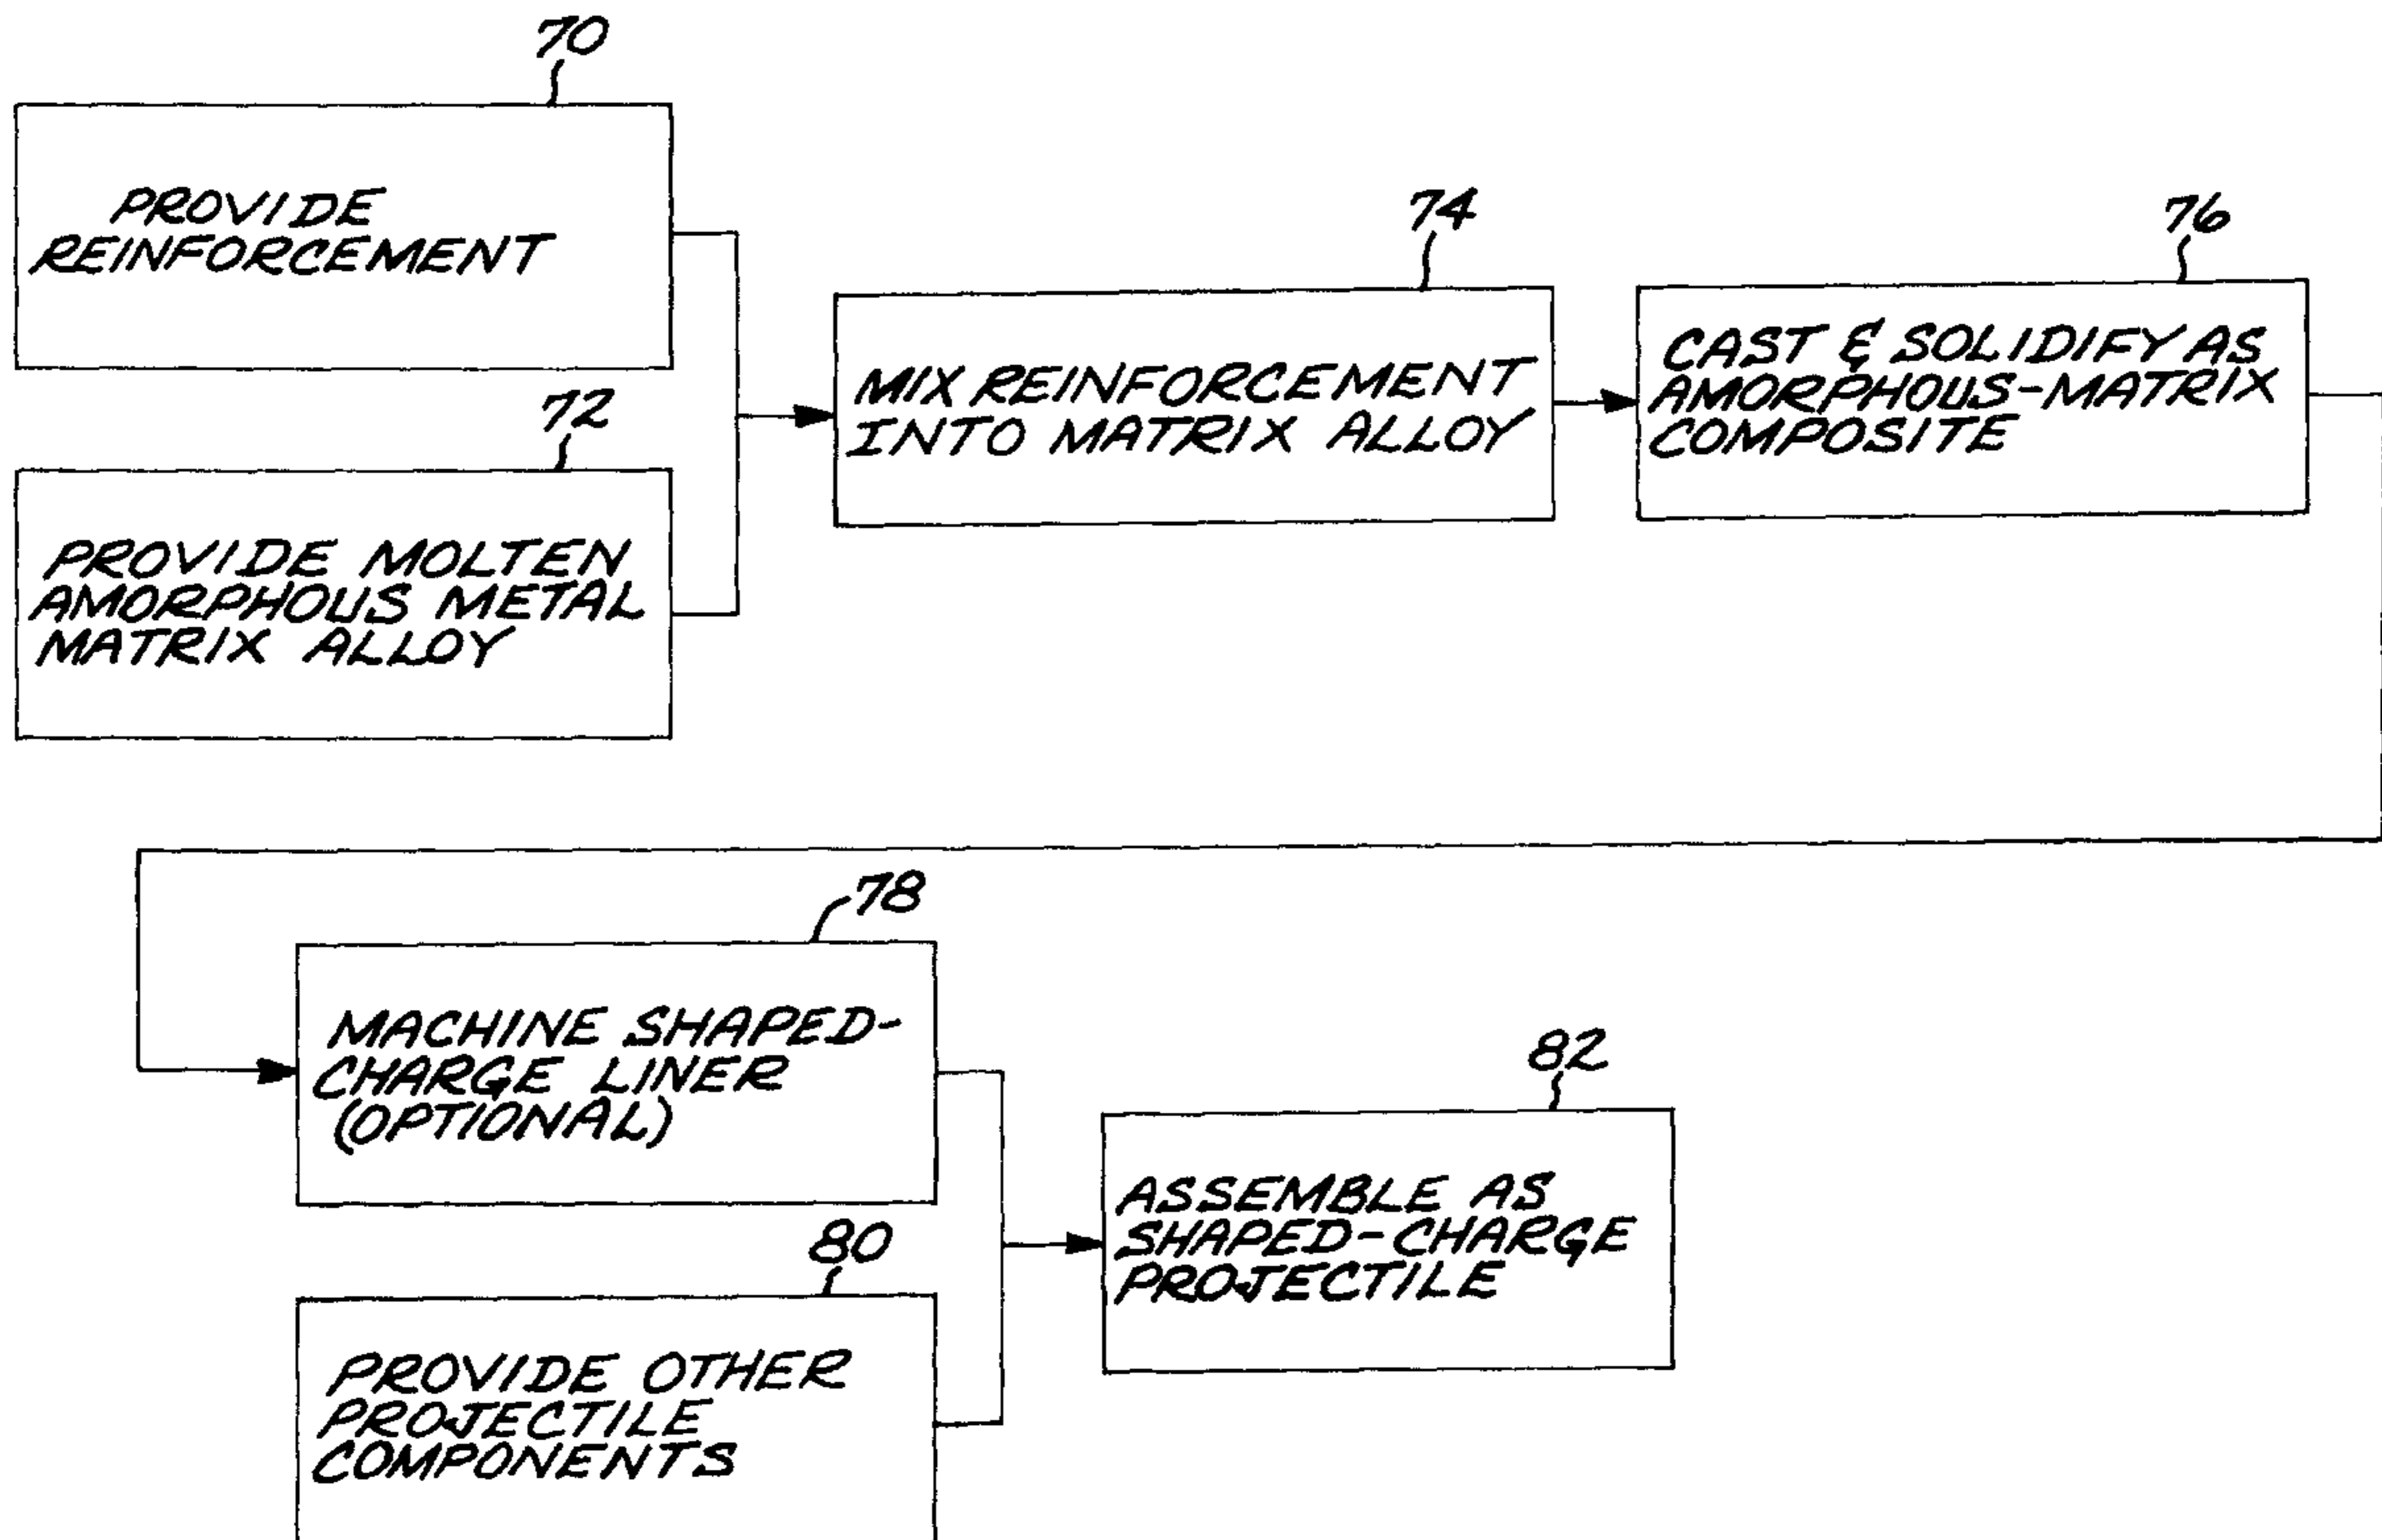 70
PROVIDE
REINFORCEMENT
72
PROVIDE MOLTEN
AMORPHOUS METAL
MATRIX ALLOY
74
MIX REINFORCEMENT
INTO MATRIX ALLOY
76
CAST & SOLIDIFY AS
AMORPHOUS-MATRIX
COMPOSITE
78
MACHINE SHAPED-
CHARGE LINER
(OPTIONAL)
80
PROVIDE OTHER
PROJECTILE
COMPONENTS
82
ASSEMBLE AS
SHAPED-CHARGE
PROJECTILE